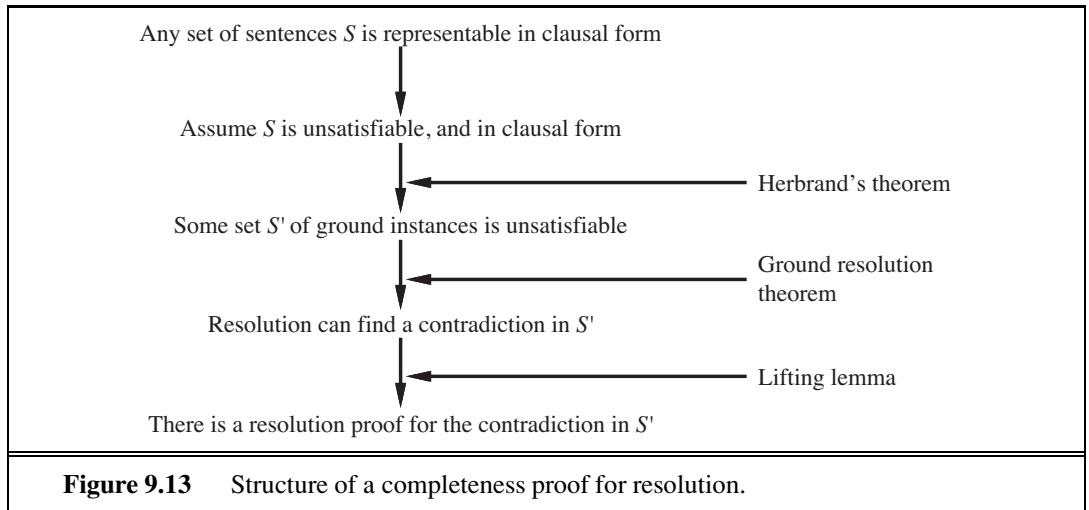 Any set of sentences S is representable in clausal form
Assume S is unsatisfiable, and in clausal form
Herbrand's theorem
Some set S' of ground instances is unsatisfiable
Ground resolution
theorem
Resolution can find a contradiction in S'
Lifting lemma
There is a resolution proof for the contradiction in S'
Figure 9.13 Structure of a completeness proof for resolution.